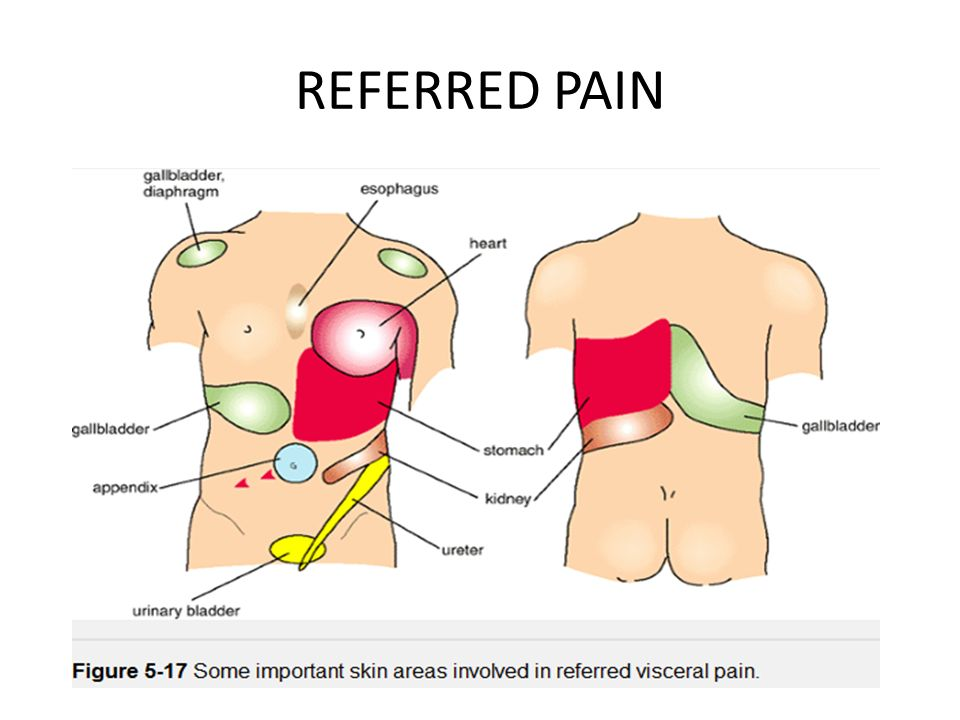 REFERRED PAIN
gallbladder,
diaphragm
esophagus
heart
gallbladder
stomach
gallbladder
appendix
kidney
ureter
urinary bladder
Figure 5-17 Some important skin areas involved in referred visceral pain.